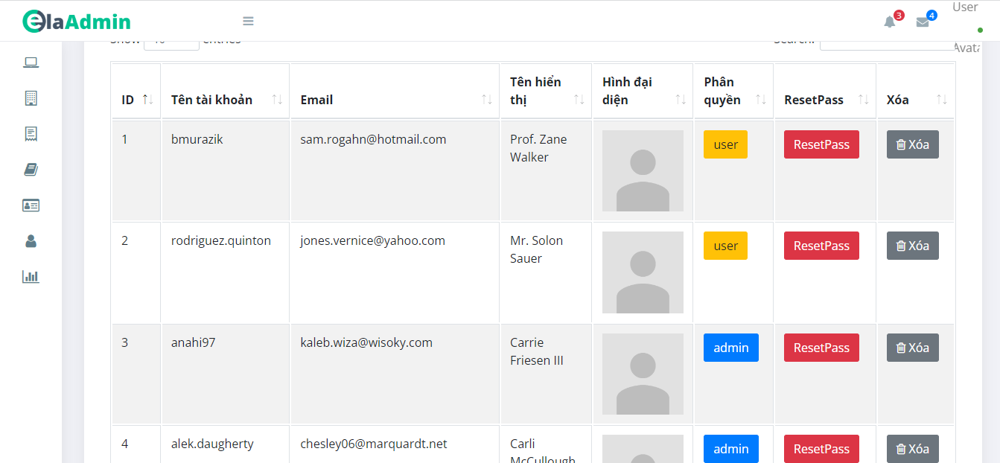 elaAdmin
3
4
User
Avata
Show 10 entries
Search:
ID
Tên tài khoản
Email
Tên hiển
thị
Hình đại
diện
Phân
quyền
ResetPass
Xóa
1
bmurazik
sam.rogahn@hotmail.com
Prof. Zane
Walker
user
ResetPass
Xóa
2
rodriguez.quinton
jones.vernice@yahoo.com
Mr. Solon
Sauer
user
ResetPass
Xóa
3
anahi97
kaleb.wiza@wisoky.com
Carrie
Friesen III
admin
ResetPass
Xóa
4
alek.daugherty
chesley06@marquardt.net
Carli
McCullough
admin
ResetPass
Xóa